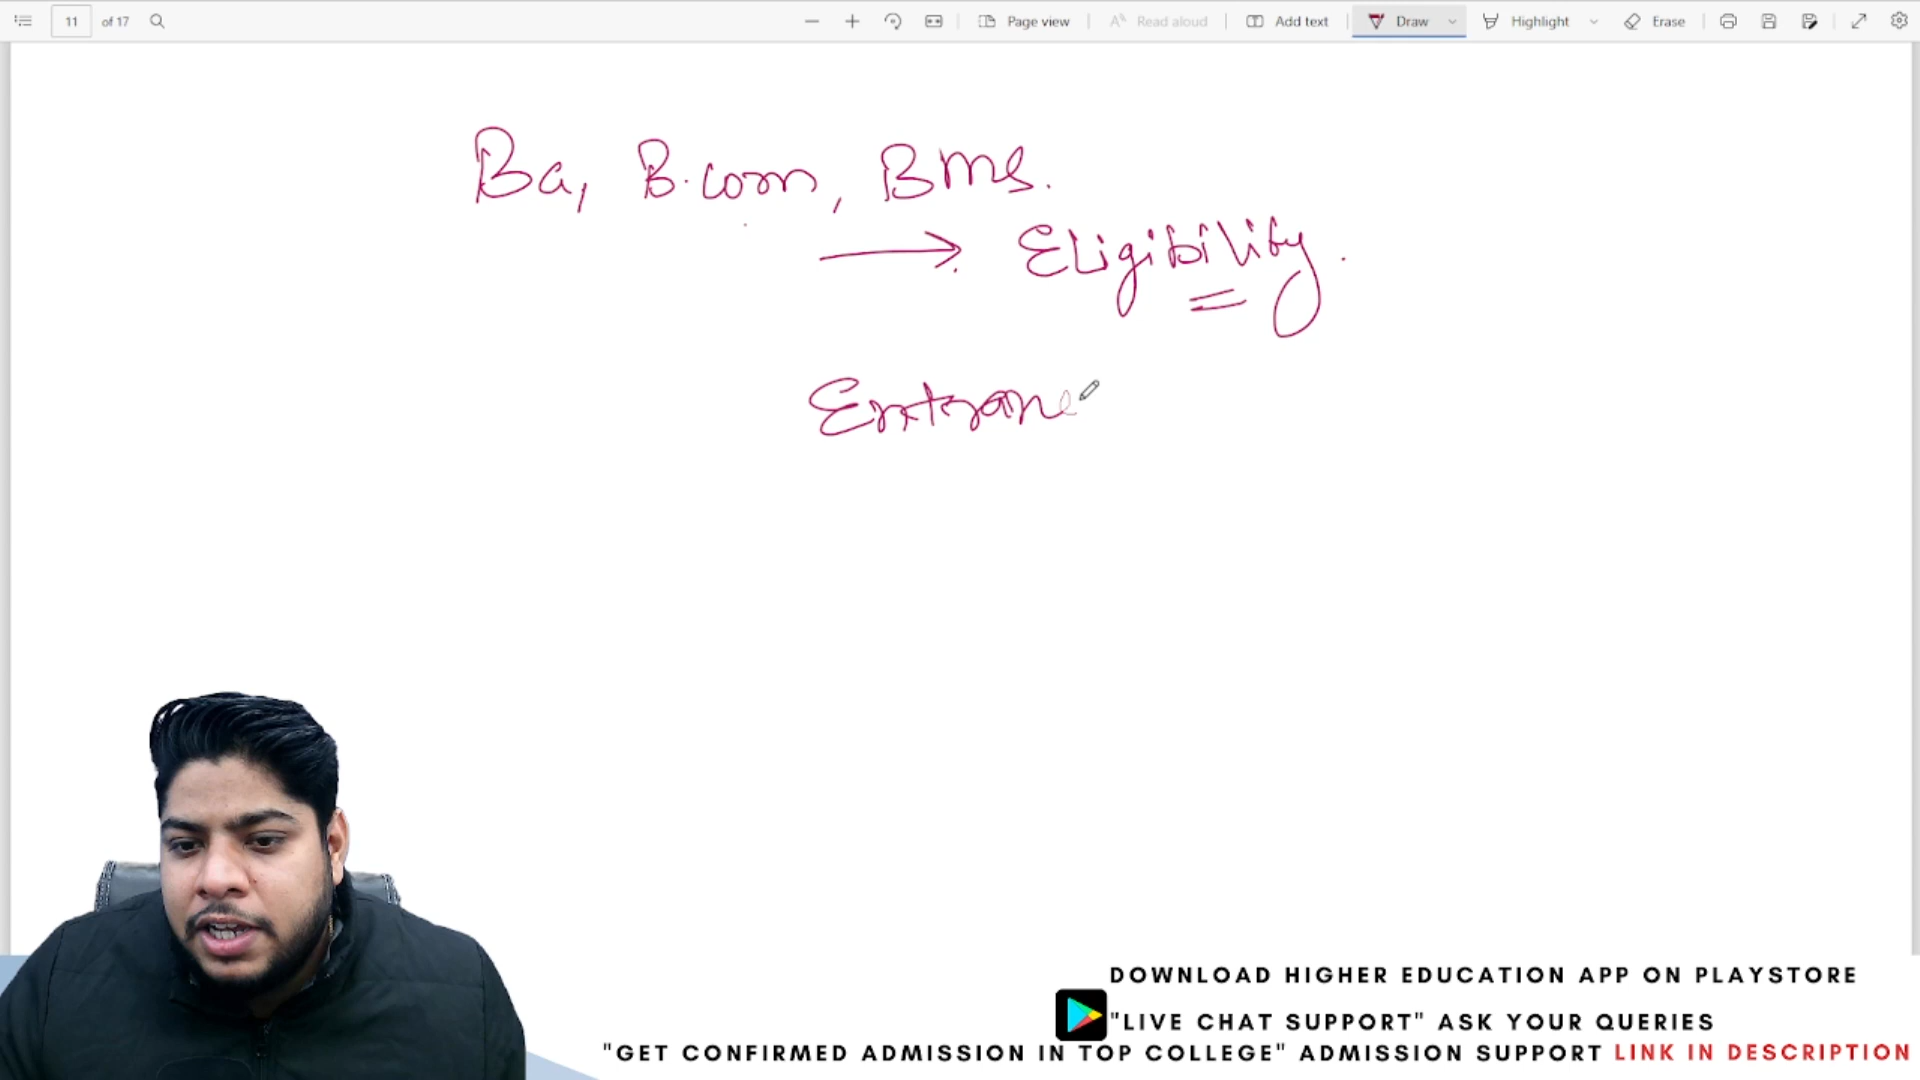 11 of 17 Page view Read aloud Add text Draw Highlight Erase
Ba, B.com, Bms.
→ Eligibility.
Entrane
DOWNLOAD HIGHER EDUCATION APP ON PLAYSTORE
"LIVE CHAT SUPPORT" ASK YOUR QUERIES
"GET CONFIRMED ADMISSION IN TOP COLLEGE" ADMISSION SUPPORT LINK IN DESCRIPTION